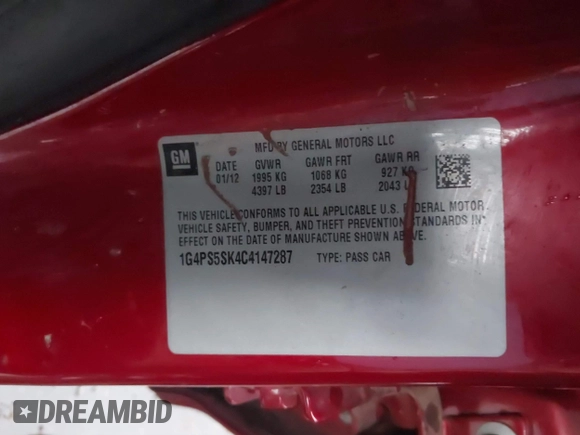 MFD BY GENERAL MOTORS LLC
GM
DATE GVWR GAWR FRT GAWR RR
01/12 1995 KG 1068 KG 927 KG
4397 LB 2354 LB 2043 LB
THIS VEHICLE CONFORMS TO ALL APPLICABLE U.S. FEDERAL MOTOR
VEHICLE SAFETY, BUMPER, AND THEFT PREVENTION STANDARDS IN
EFFECT ON THE DATE OF MANUFACTURE SHOWN ABOVE.
1G4PS5SK4C4147287 TYPE: PASS CAR
DREAMBID